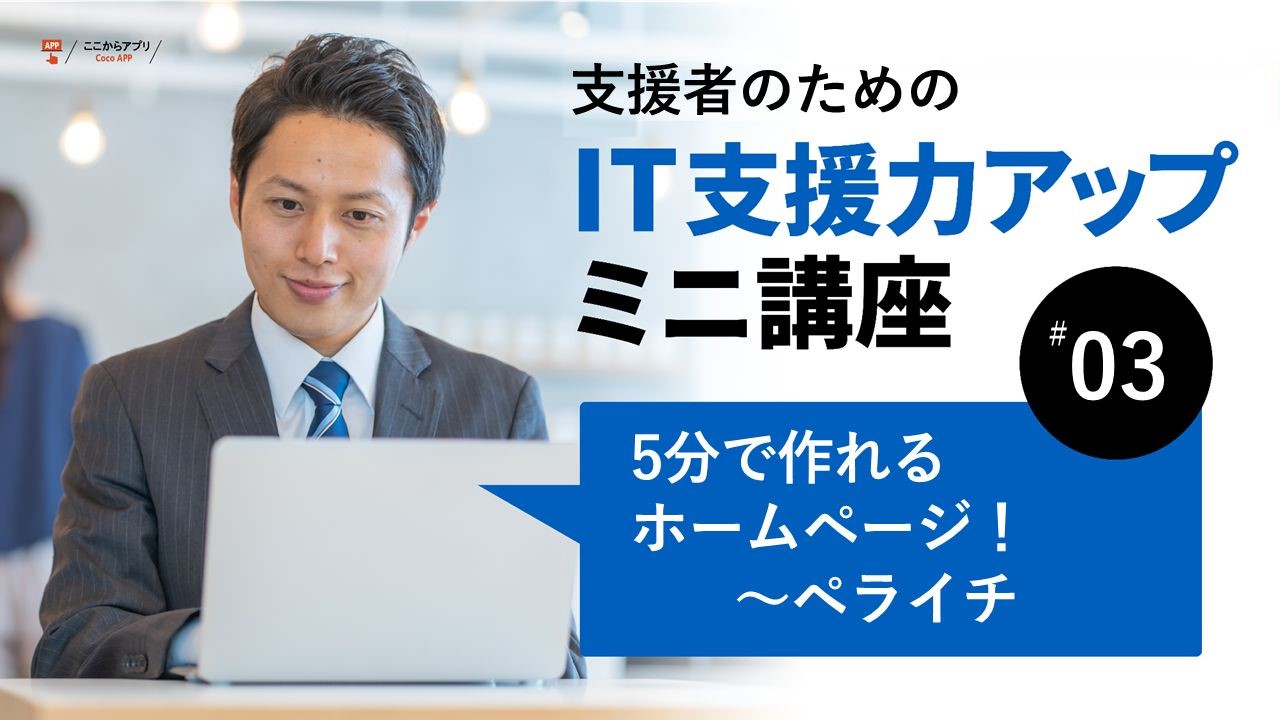 APP
ここからアプリ
Coco APP
支援者のための
IT支援力アップ
ミニ講座
#03
5分で作れる
ホームページ！
～ペライチ